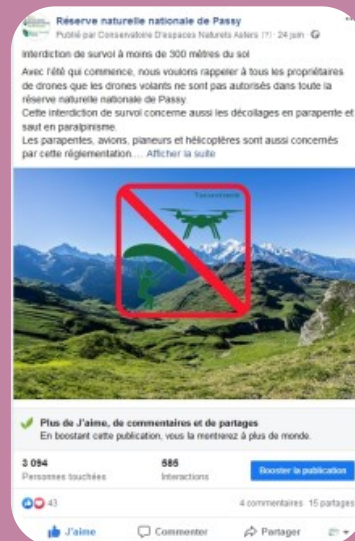 Réserve naturelle nationale de Passy
Publié par Conservatoire D'espaces Naturels Asters [?] · 24 juin ·
Interdiction de survol à moins de 300 mètres du sol
Avec l'été qui commence, nous voulons rappeler à tous les propriétaires
de drones que les drones volants ne sont pas autorisés dans toute la
réserve naturelle nationale de Passy.
Cette interdiction de survol concerne aussi les décollages en parapente et
saut en paralpinisme.
Les parapentes, avions, planeurs et hélicoptères sont aussi concernés
par cette réglementation.... Afficher la suite
Plus de J'aime, de commentaires et de partages
En boostant cette publication, vous la montrerez à plus de monde.
3 094
585
Personnes touchées
Interactions
Booster la publication
43
4 commentaires 15 partages
J'aime
Commenter
Partager